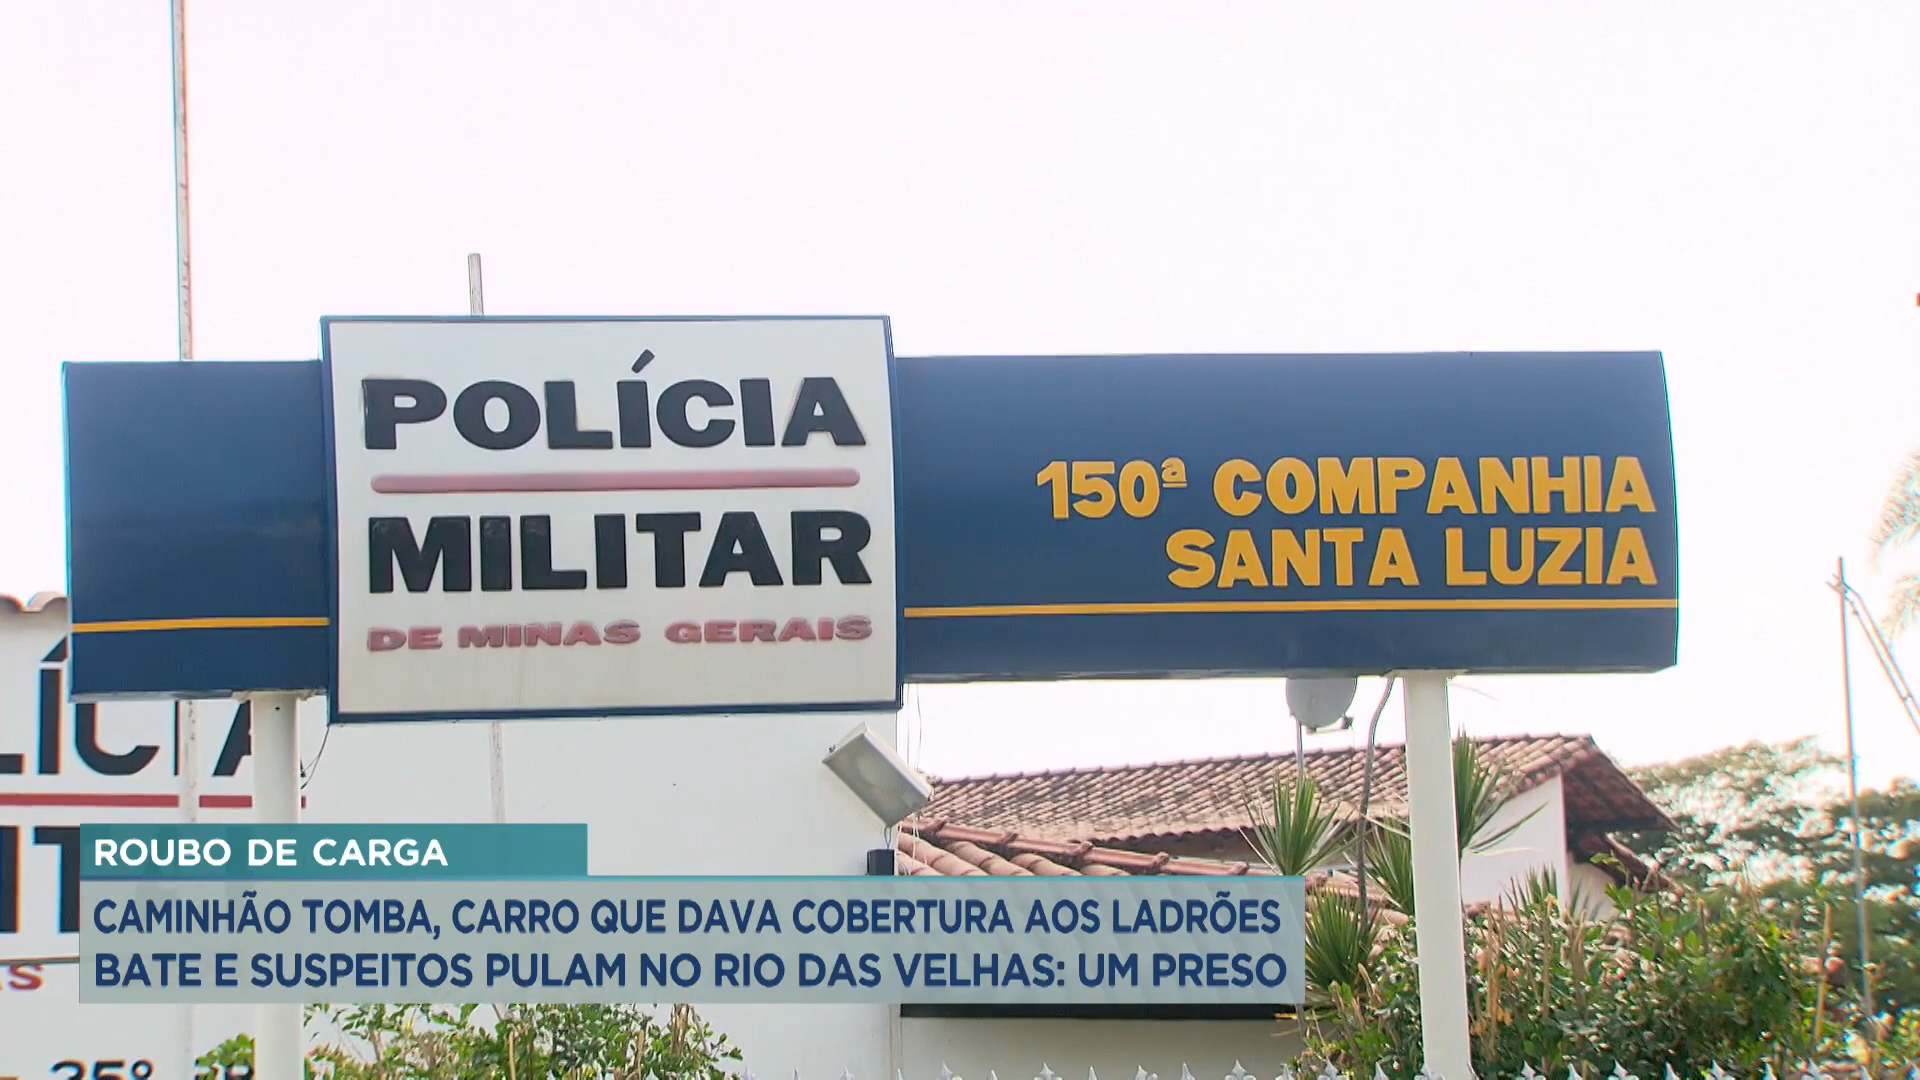 POLÍCIA
MILITAR
DE MINAS GERAIS
150ª COMPANHIA
SANTA LUZIA
ROUBO DE CARGA
CAMINHÃO TOMBA, CARRO QUE DAVA COBERTURA AOS LADRÕES
BATE E SUSPEITOS PULAM NO RIO DAS VELHAS: UM PRESO